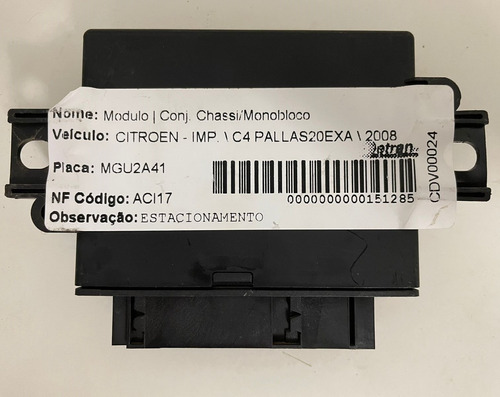 Nome: Modulo | Conj. Chassi/Monobloco
Veículo: CITROEN - IMP. \ C4 PALLAS20EXA \ 2008
Detran
Placa: MGU2A41
NF Código: ACI17
0000000000151285
Observação: ESTACIONAMENTO
CDV00024